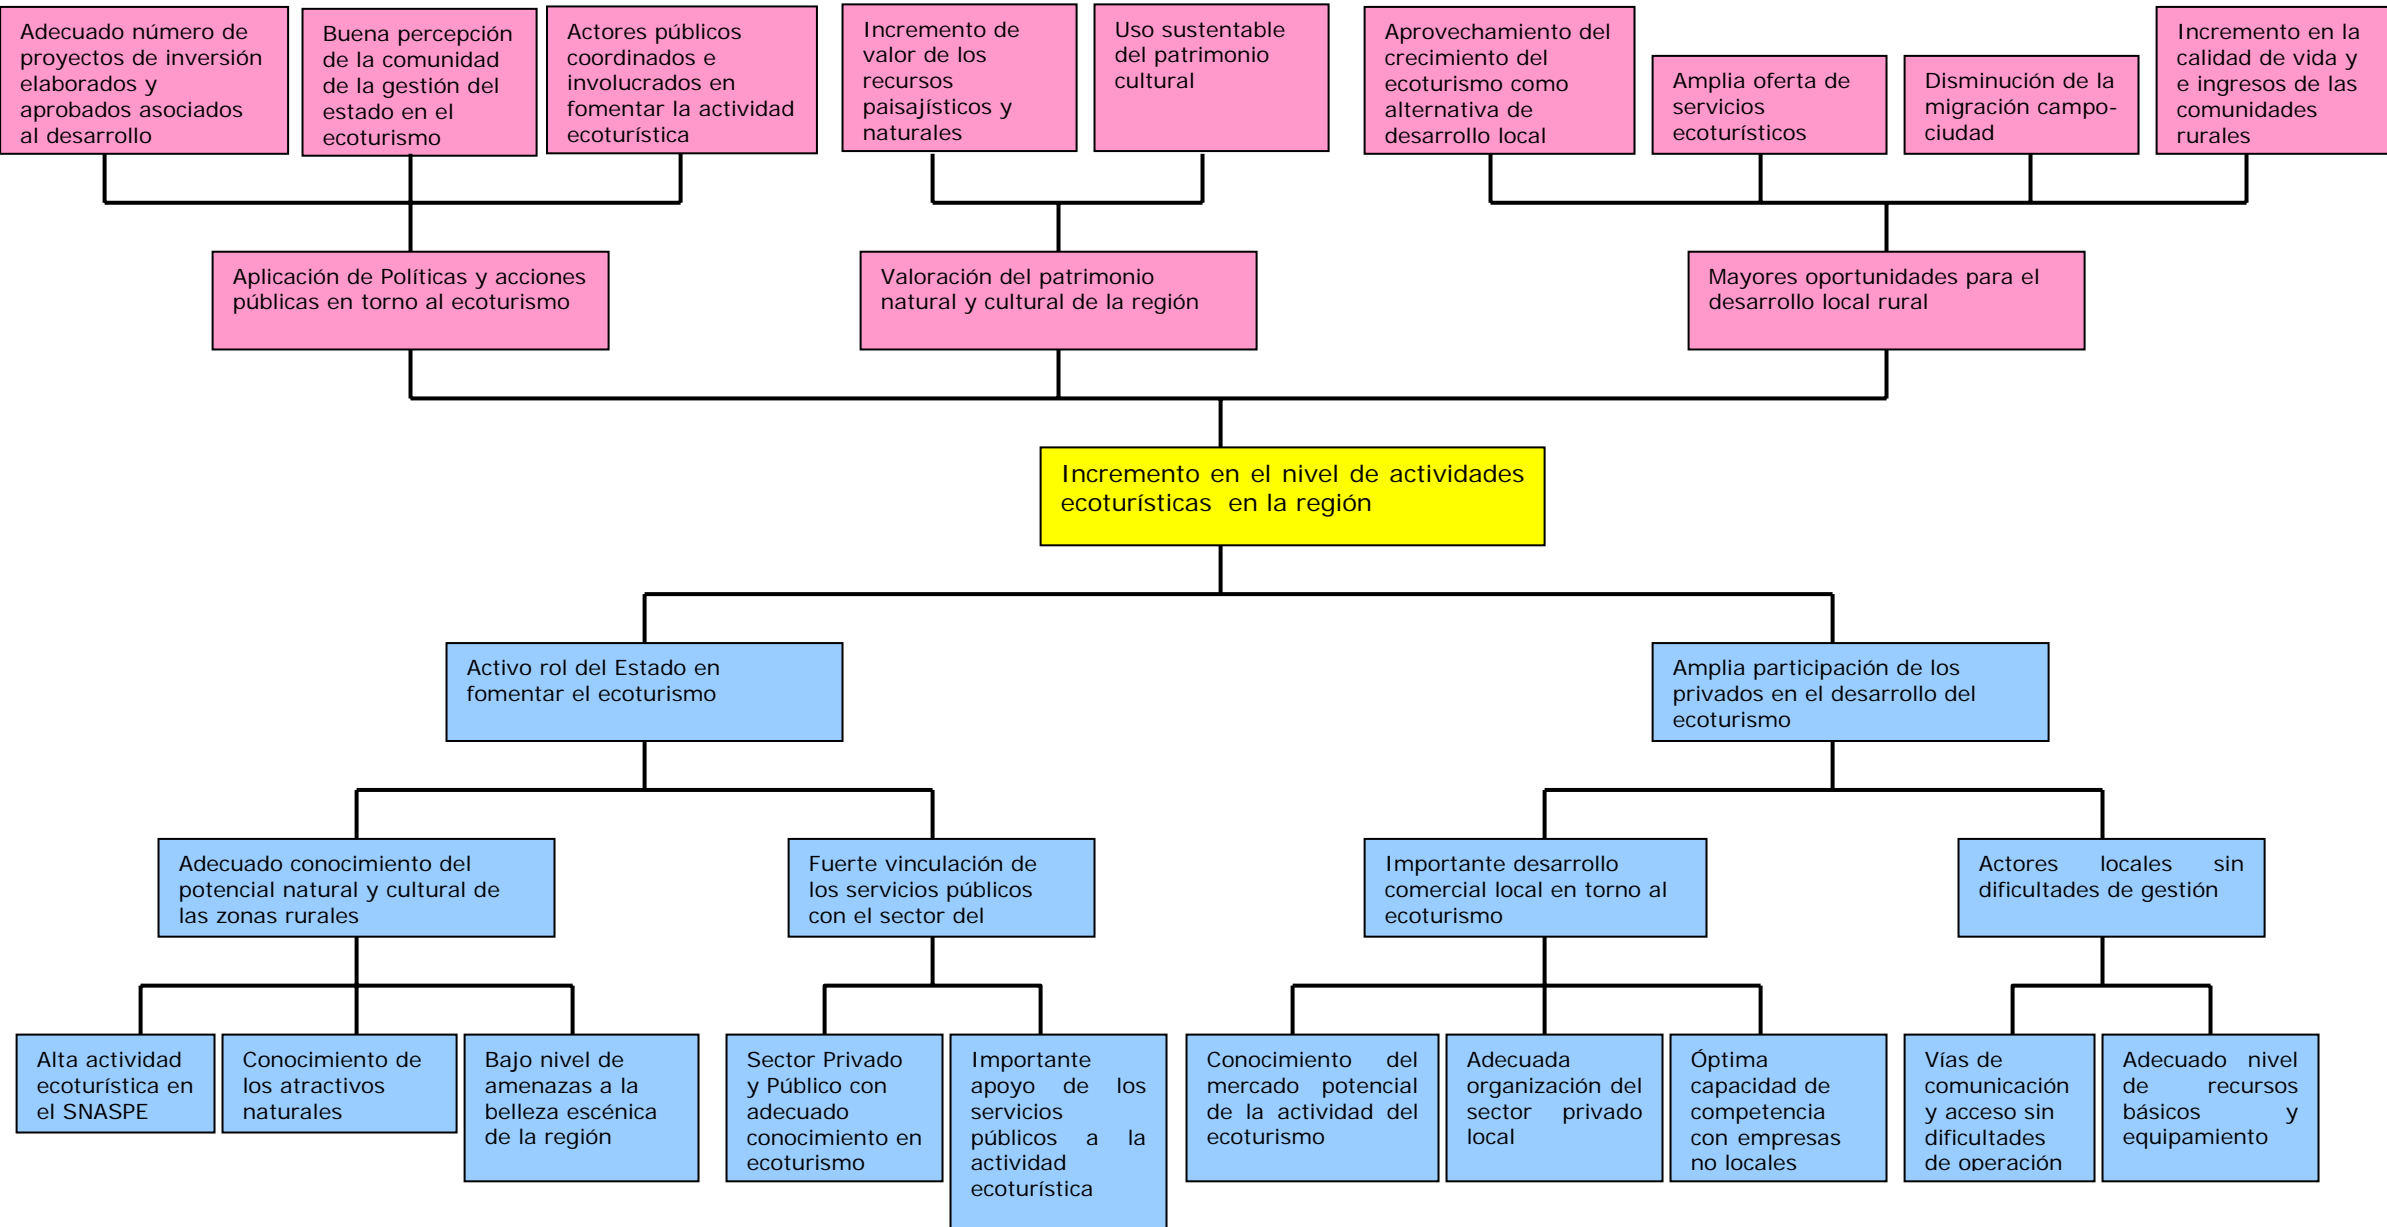 Adecuado número de
proyectos de inversión
elaborados y
aprobados asociados
al desarrollo
Buena percepción
de la comunidad
de la gestión del
estado en el
ecoturismo
Actores públicos
coordinados e
involucrados en
fomentar la actividad
ecoturística
Incremento de
valor de los
recursos
paisajísticos y
naturales
Uso sustentable
del patrimonio
cultural
Aprovechamiento del
crecimiento del
ecoturismo como
alternativa de
desarrollo local
Amplia oferta de
servicios
ecoturísticos
Disminución de la
migración campo-
ciudad
Incremento en la
calidad de vida y
e ingresos de las
comunidades
rurales
Aplicación de Políticas y acciones
públicas en torno al ecoturismo
Valoración del patrimonio
natural y cultural de la región
Mayores oportunidades para el
desarrollo local rural
Incremento en el nivel de actividades
ecoturísticas en la región
Activo rol del Estado en
fomentar el ecoturismo
Amplia participación de los
privados en el desarrollo del
ecoturismo
Adecuado conocimiento del
potencial natural y cultural de
las zonas rurales
Fuerte vinculación de
los servicios públicos
con el sector del
Importante desarrollo
comercial local en torno al
ecoturismo
Actores locales sin
dificultades de gestión
Alta actividad
ecoturística en
el SNASPE
Conocimiento de
los atractivos
naturales
Bajo nivel de
amenazas a la
belleza escénica
de la región
Sector Privado
y Público con
adecuado
conocimiento en
ecoturismo
Importante
apoyo de los
servicios
públicos a la
actividad
ecoturística
Conocimiento del
mercado potencial
de la actividad del
ecoturismo
Adecuada
organización del
sector privado
local
Óptima
capacidad de
competencia
con empresas
no locales
Vías de
comunicación
y acceso sin
dificultades
de operación
Adecuado nivel
de recursos
básicos y
equipamiento